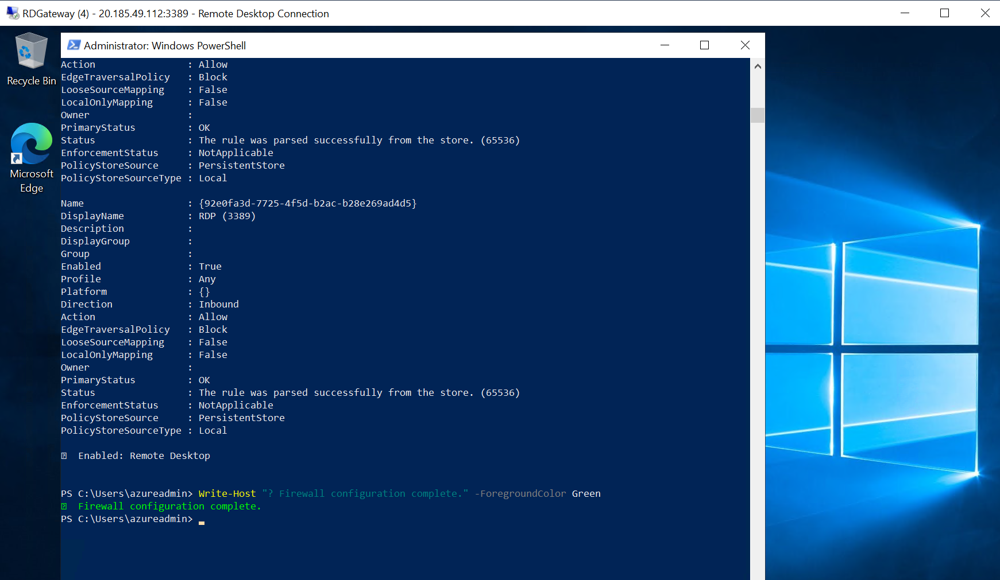 RDGateway (4) - 20.185.49.112:3389 - Remote Desktop Connection
Recycle Bin
Microsoft
Edge
Administrator: Windows PowerShell
Action                : Allow
EdgeTraversalPolicy   : Block
LooseSourceMapping    : False
LocalOnlyMapping      : False
Owner                 :
PrimaryStatus         : OK
Status                : The rule was parsed successfully from the store. (65536)
EnforcementStatus     : NotApplicable
PolicyStoreSource     : PersistentStore
PolicyStoreSourceType : Local
Name                  : {92e0fa3d-7725-4f5d-b2ac-b28e269ad4d5}
DisplayName           : RDP (3389)
Description           :
DisplayGroup          :
Group                 :
Enabled               : True
Profile               : Any
Platform              : {}
Direction             : Inbound
Action                : Allow
EdgeTraversalPolicy   : Block
LooseSourceMapping    : False
LocalOnlyMapping      : False
Owner                 :
PrimaryStatus         : OK
Status                : The rule was parsed successfully from the store. (65536)
EnforcementStatus     : NotApplicable
PolicyStoreSource     : PersistentStore
PolicyStoreSourceType : Local
⍰  Enabled: Remote Desktop
PS C:\Users\azureadmin> Write-Host "? Firewall configuration complete." -ForegroundColor Green
⍰  Firewall configuration complete.
PS C:\Users\azureadmin>